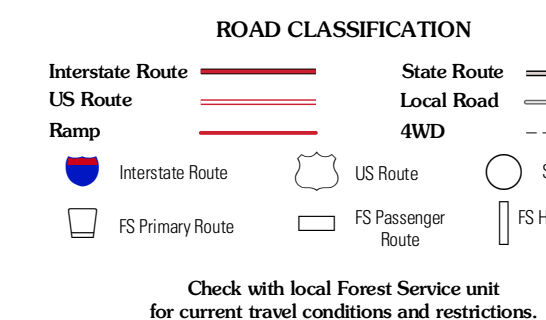 ROAD CLASSIFICATION
Interstate Route
State Route
US Route
Local Road
Ramp
4WD
Interstate Route
US Route
S
FS Primary Route
FS Passenger
Route
FS H
Check with local Forest Service unit
for current travel conditions and restrictions.